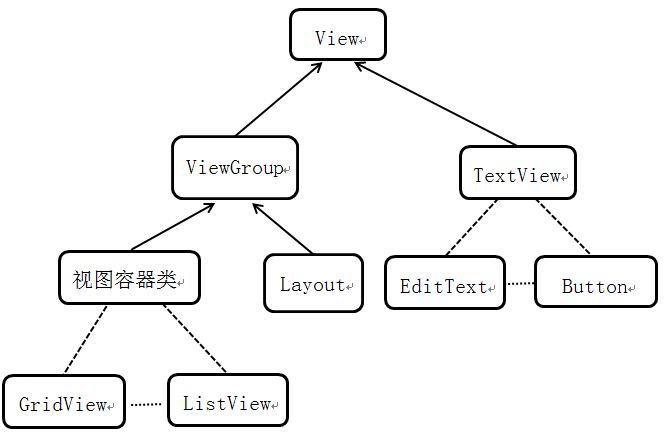 View
ViewGroup
TextView
视图容器类
Layout
EditText
Button
GridView
ListView